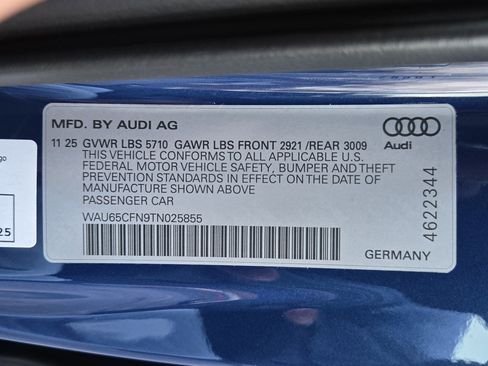 MFD. BY AUDI AG
Audi
11 25 GVWR LBS 5710 GAWR LBS FRONT 2921 /REAR 3009
THIS VEHICLE CONFORMS TO ALL APPLICABLE U.S.
FEDERAL MOTOR VEHICLE SAFETY, BUMPER AND THEFT
PREVENTION STANDARDS IN EFFECT ON THE DATE OF
MANUFACTURE SHOWN ABOVE
PASSENGER CAR
WAU65CFN9TN025855
GERMANY
4622344
go
25